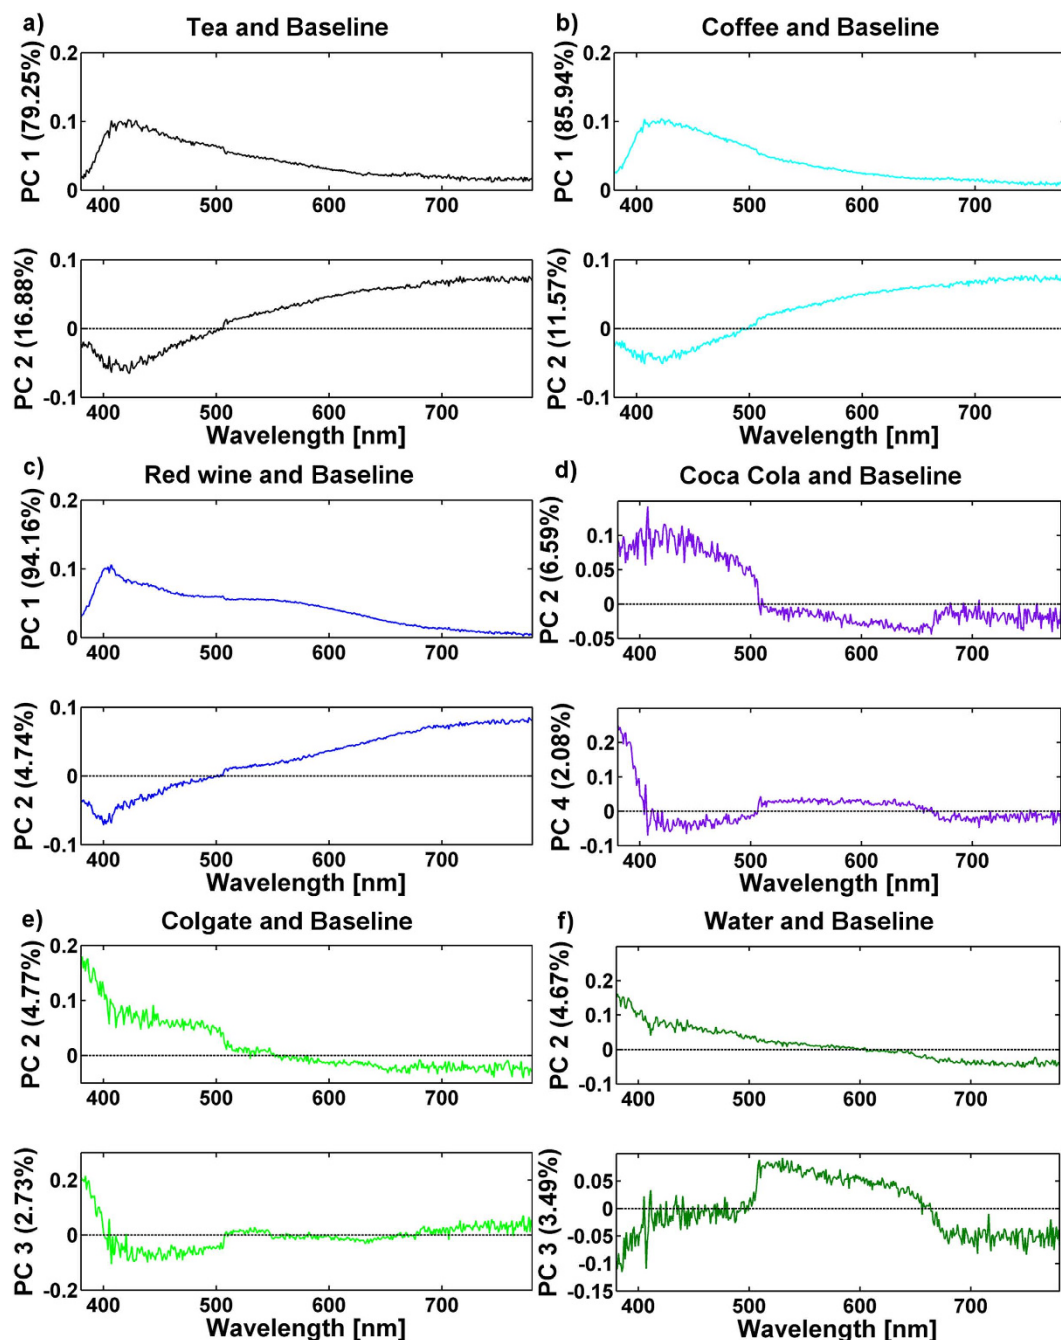 a) Tea and Baseline
PC 1 (79.25%)
0.2
0.1
0
400 500 600 700
PC 2 (16.88%)
0.1
0
-0.1
400 500 600 700
Wavelength [nm]
b) Coffee and Baseline
PC 1 (85.94%)
0.2
0.1
0
400 500 600 700
PC 2 (11.57%)
0.1
0
-0.1
400 500 600 700
Wavelength [nm]
c) Red wine and Baseline
PC 1 (94.16%)
0.2
0.1
0
400 500 600 700
PC 2 (4.74%)
0.1
0
-0.1
400 500 600 700
Wavelength [nm]
d) Coca Cola and Baseline
PC 2 (6.59%)
0.1
0.05
0
-0.05
400 500 600 700
PC 4 (2.08%)
0.2
0.1
0
-0.1
400 500 600 700
Wavelength [nm]
e) Colgate and Baseline
PC 2 (4.77%)
0.2
0.1
0
400 500 600 700
PC 3 (2.73%)
0.2
0
-0.2
400 500 600 700
Wavelength [nm]
f) Water and Baseline
PC 2 (4.67%)
0.2
0.1
0
-0.1
400 500 600 700
PC 3 (3.49%)
0.05
0
-0.05
-0.1
-0.15
400 500 600 700
Wavelength [nm]